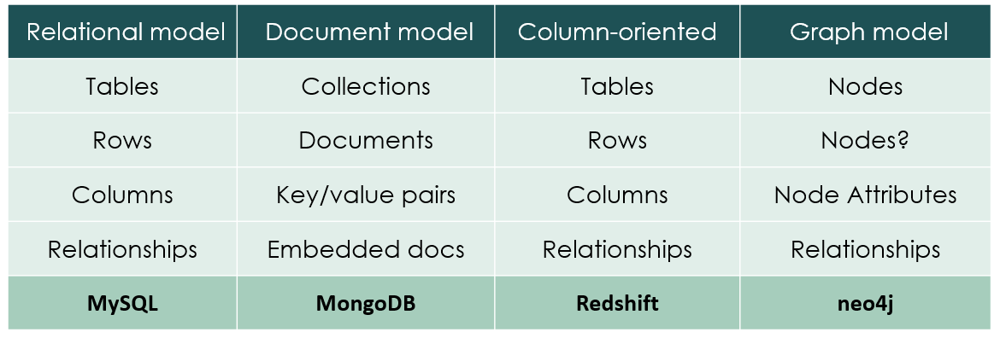 Relational model Document model Column-oriented Graph model
Tables Collections Tables Nodes
Rows Documents Rows Nodes?
Columns Key/value pairs Columns Node Attributes
Relationships Embedded docs Relationships Relationships
MySQL MongoDB Redshift neo4j